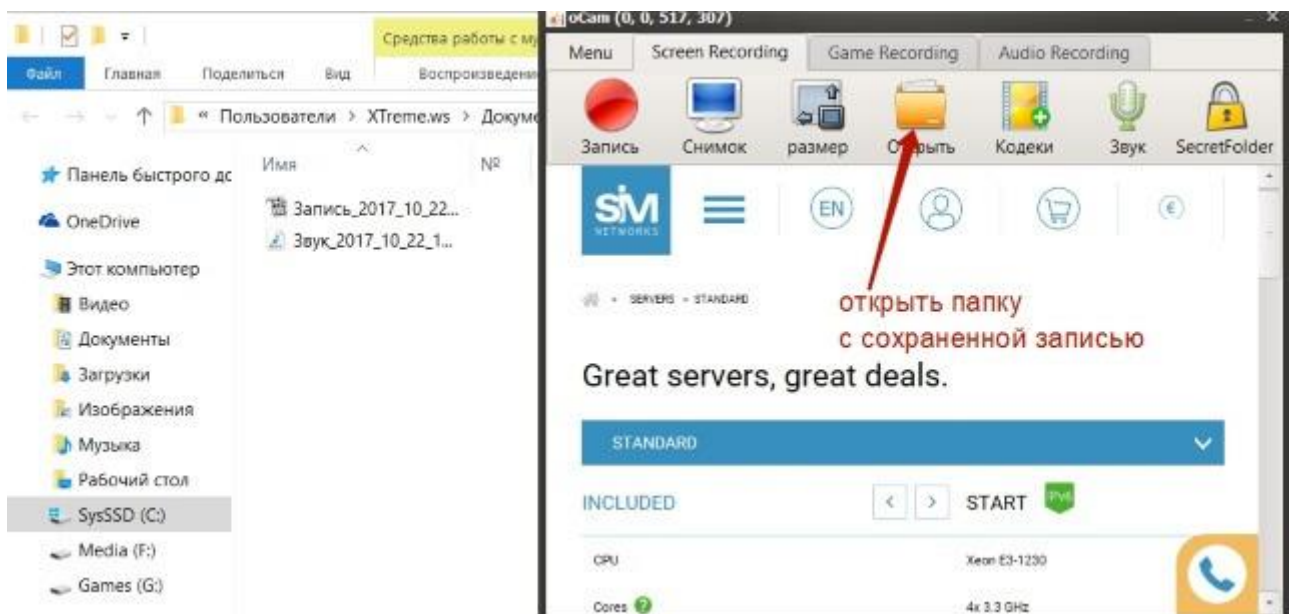 Средства работы с му
Файл Главная Поделиться Вид Воспроизведени
« Пользователи > XTreme.ws > Докуме
Имя №
Панель быстрого дс
OneDrive
Этот компьютер
Видео
Документы
Загрузки
Изображения
Музыка
Рабочий стол
SysSSD (C:)
Media (F:)
Games (G:)
Запись_2017_10_22...
Звук_2017_10_22_1...
oCam (0, 0, 517, 307)
Menu Screen Recording Game Recording Audio Recording
Запись Снимок размер Открыть Кодеки Звук SecretFolder
SIM
NETWORKS
EN
€
SERVERS - STANDARD
открыть папку
с сохраненной записью
Great servers, great deals.
STANDARD
INCLUDED < > START IPv6
CPU Xeon E3-1230
Cores ? 4x 3.3 GHz